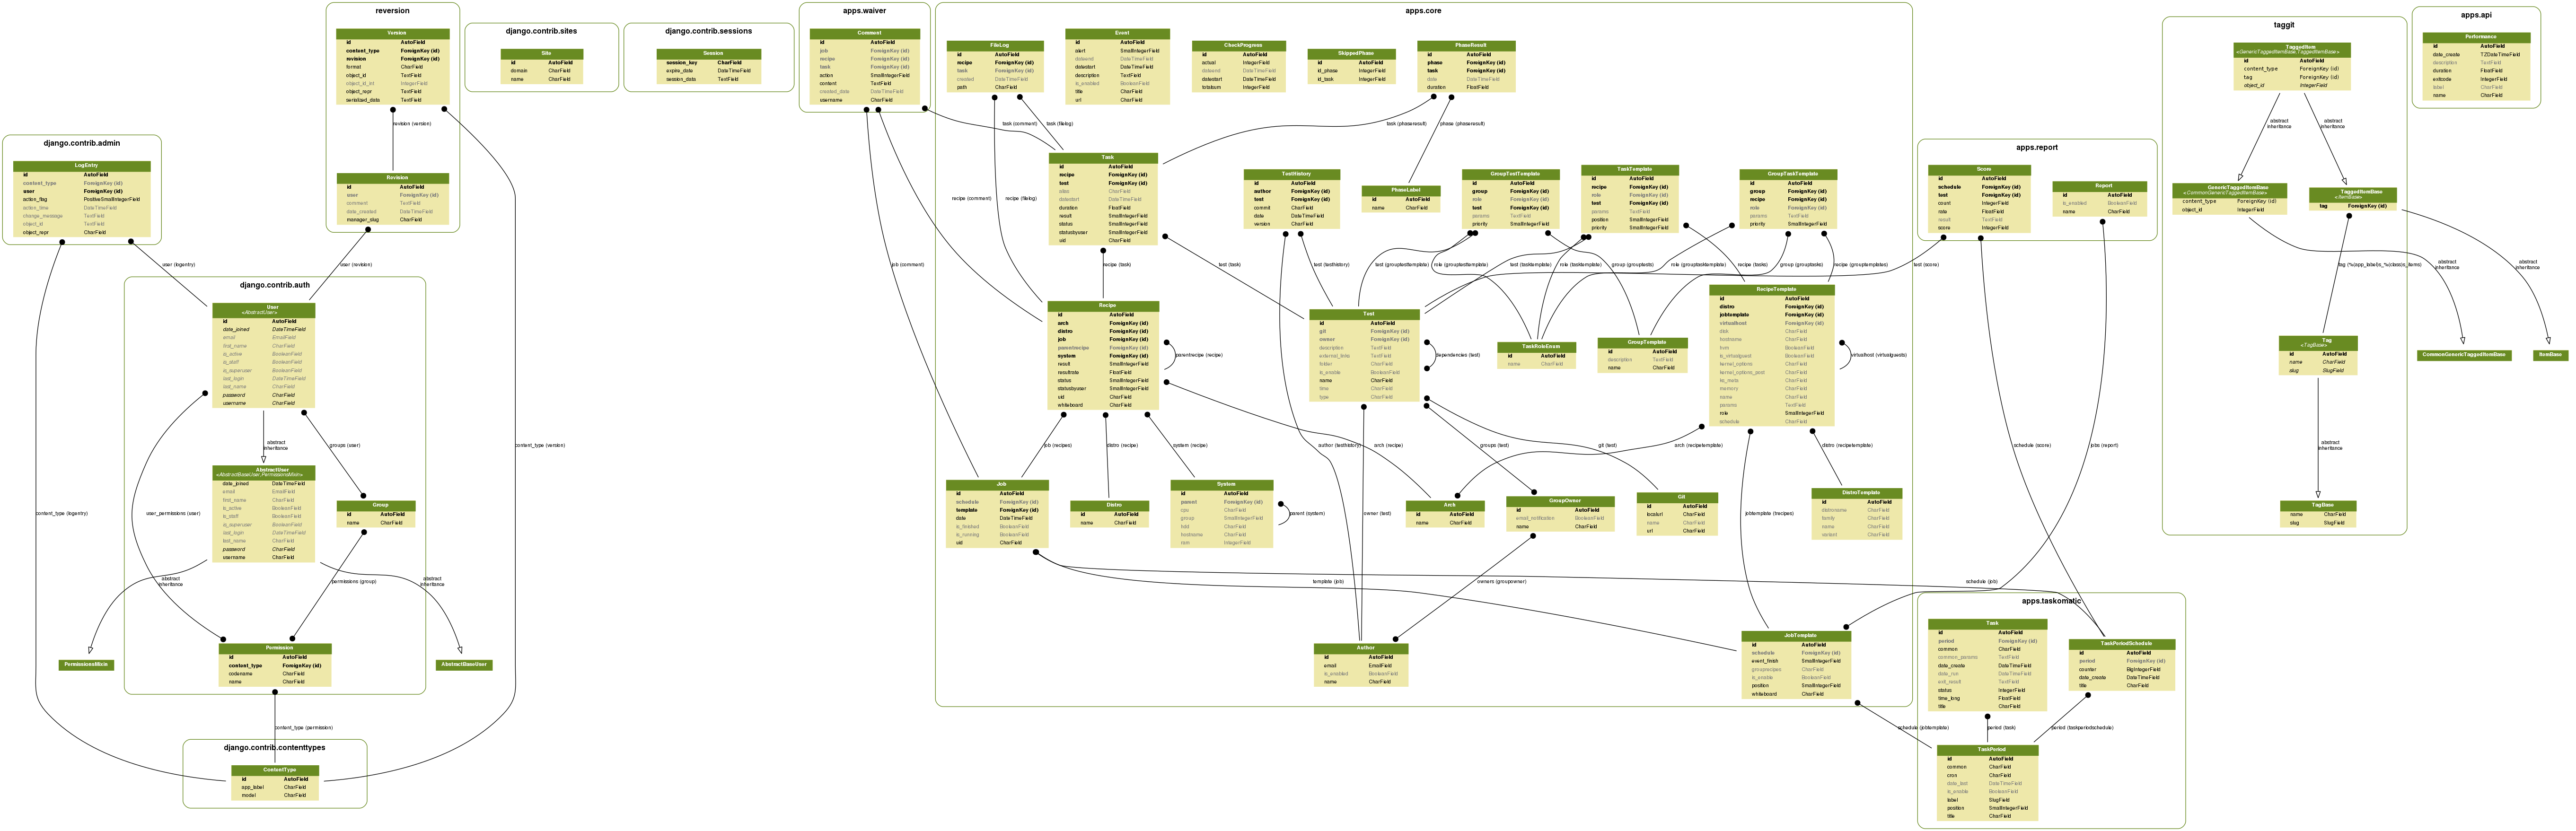 reversion
Version
id AutoField
content_type ForeignKey (id)
revision ForeignKey (id)
format CharField
object_id TextField
object_id_int IntegerField
object_repr TextField
serialized_data TextField
revision (version)
Revision
id AutoField
user ForeignKey (id)
comment TextField
date_created DateTimeField
manager_slug CharField
django.contrib.sites
Site
id AutoField
domain CharField
name CharField
django.contrib.sessions
Session
session_key CharField
expire_date DateTimeField
session_data TextField
django.contrib.admin
LogEntry
id AutoField
content_type ForeignKey (id)
user ForeignKey (id)
action_flag PositiveSmallIntegerField
action_time DateTimeField
change_message TextField
object_id TextField
object_repr CharField
user (logentry)
user (revision)
content_type (logentry)
content_type (version)
django.contrib.auth
User
<AbstractUser>
id AutoField
date_joined DateTimeField
email EmailField
first_name CharField
is_active BooleanField
is_staff BooleanField
is_superuser BooleanField
last_login DateTimeField
last_name CharField
password CharField
username CharField
abstract
inheritance
groups (user)
user_permissions (user)
AbstractUser
<AbstractBaseUser,PermissionsMixin>
date_joined DateTimeField
email EmailField
first_name CharField
is_active BooleanField
is_staff BooleanField
is_superuser BooleanField
last_login DateTimeField
last_name CharField
password CharField
username CharField
Group
id AutoField
name CharField
abstract
inheritance
permissions (group)
abstract
inheritance
Permission
id AutoField
content_type ForeignKey (id)
codename CharField
name CharField
PermissionsMixin
AbstractBaseUser
content_type (permission)
django.contrib.contenttypes
ContentType
id AutoField
app_label CharField
model CharField
apps.waiver
Comment
id AutoField
job ForeignKey (id)
recipe ForeignKey (id)
task ForeignKey (id)
action SmallIntegerField
content TextField
created_date DateTimeField
username CharField
task (comment)
recipe (comment)
job (comment)
apps.core
FileLog
id AutoField
recipe ForeignKey (id)
task ForeignKey (id)
created DateTimeField
path CharField
task (filelog)
recipe (filelog)
Event
id AutoField
alert SmallIntegerField
dateend DateTimeField
datestart DateTimeField
description TextField
is_enabled BooleanField
title CharField
url CharField
CheckProgress
id AutoField
actual IntegerField
dateend DateTimeField
datestart DateTimeField
totalsum IntegerField
SkippedPhase
id AutoField
id_phase IntegerField
id_task IntegerField
PhaseResult
id AutoField
phase ForeignKey (id)
task ForeignKey (id)
date DateTimeField
duration FloatField
task (phaseresult)
phase (phaseresult)
Task
id AutoField
recipe ForeignKey (id)
test ForeignKey (id)
alias CharField
datestart DateTimeField
duration FloatField
result SmallIntegerField
status SmallIntegerField
statusbyuser SmallIntegerField
uid CharField
recipe (task)
test (task)
TestHistory
id AutoField
author ForeignKey (id)
test ForeignKey (id)
commit CharField
date DateTimeField
version CharField
test (testhistory)
author (testhistory)
PhaseLabel
id AutoField
name CharField
GroupTestTemplate
id AutoField
group ForeignKey (id)
role ForeignKey (id)
test ForeignKey (id)
params TextField
priority SmallIntegerField
test (grouptesttemplate)
role (grouptesttemplate)
group (grouptests)
TaskTemplate
id AutoField
recipe ForeignKey (id)
role ForeignKey (id)
test ForeignKey (id)
params TextField
position SmallIntegerField
priority SmallIntegerField
test (tasktemplate)
role (tasktemplate)
recipe (tasks)
GroupTaskTemplate
id AutoField
group ForeignKey (id)
recipe ForeignKey (id)
role ForeignKey (id)
params TextField
priority SmallIntegerField
role (grouptasktemplate)
group (grouptasks)
recipe (grouptemplates)
Recipe
id AutoField
arch ForeignKey (id)
distro ForeignKey (id)
job ForeignKey (id)
parentrecipe ForeignKey (id)
system ForeignKey (id)
result SmallIntegerField
resultrate FloatField
status SmallIntegerField
statusbyuser SmallIntegerField
uid CharField
whiteboard CharField
parentrecipe (recipe)
job (recipes)
distro (recipe)
system (recipe)
arch (recipe)
Test
id AutoField
git ForeignKey (id)
owner ForeignKey (id)
description TextField
external_links TextField
folder CharField
is_enable BooleanField
name CharField
time CharField
type CharField
dependencies (test)
groups (test)
git (test)
owner (test)
TaskRoleEnum
id AutoField
name CharField
GroupTemplate
id AutoField
description TextField
name CharField
RecipeTemplate
id AutoField
distro ForeignKey (id)
jobtemplate ForeignKey (id)
virtualhost ForeignKey (id)
disk CharField
hostname CharField
hvm BooleanField
is_virtualguest BooleanField
kernel_options CharField
kernel_options_post CharField
ks_meta CharField
memory CharField
name CharField
params TextField
role SmallIntegerField
schedule CharField
virtualhost (virtualguests)
arch (recipetemplate)
jobtemplate (trecipes)
distro (recipetemplate)
Job
id AutoField
schedule ForeignKey (id)
template ForeignKey (id)
date DateTimeField
is_finished BooleanField
is_running BooleanField
uid CharField
Distro
id AutoField
name CharField
System
id AutoField
parent ForeignKey (id)
cpu CharField
group SmallIntegerField
hdd CharField
hostname CharField
ram IntegerField
parent (system)
Arch
id AutoField
name CharField
GroupOwner
id AutoField
email_notification BooleanField
name CharField
Git
id AutoField
localurl CharField
name CharField
url CharField
DistroTemplate
id AutoField
distroname CharField
family CharField
name CharField
variant CharField
template (job)
owners (groupowner)
schedule (job)
Author
id AutoField
email EmailField
is_enabled BooleanField
name CharField
JobTemplate
id AutoField
schedule ForeignKey (id)
event_finish SmallIntegerField
grouprecipes CharField
is_enable BooleanField
position SmallIntegerField
whiteboard CharField
schedule (jobtemplate)
apps.report
Score
id AutoField
schedule ForeignKey (id)
test ForeignKey (id)
count IntegerField
rate FloatField
result TextField
score IntegerField
Report
id AutoField
is_enabled BooleanField
name CharField
test (score)
schedule (score)
jobs (report)
apps.taskomatic
Task
id AutoField
period ForeignKey (id)
common CharField
common_params TextField
date_create DateTimeField
date_run DateTimeField
exit_result TextField
status IntegerField
time_long FloatField
title CharField
TaskPeriodSchedule
id AutoField
period ForeignKey (id)
counter BigIntegerField
date_create DateTimeField
title CharField
period (task)
period (taskperiodschedule)
TaskPeriod
id AutoField
common CharField
cron CharField
date_last DateTimeField
is_enable BooleanField
label SlugField
position SmallIntegerField
title CharField
taggit
TaggedItem
<GenericTaggedItemBase,TaggedItemBase>
id AutoField
content_type ForeignKey (id)
tag ForeignKey (id)
object_id IntegerField
abstract
inheritance
abstract
inheritance
GenericTaggedItemBase
<CommonGenericTaggedItemBase>
content_type ForeignKey (id)
object_id IntegerField
TaggedItemBase
<ItemBase>
tag ForeignKey (id)
tag (%(app_label)s_%(class)s_items)
abstract
inheritance
abstract
inheritance
Tag
<TagBase>
id AutoField
name CharField
slug SlugField
abstract
inheritance
TagBase
name CharField
slug SlugField
CommonGenericTaggedItemBase
ItemBase
apps.api
Performance
id AutoField
date_create TZDateTimeField
description TextField
duration FloatField
exitcode IntegerField
label CharField
name CharField